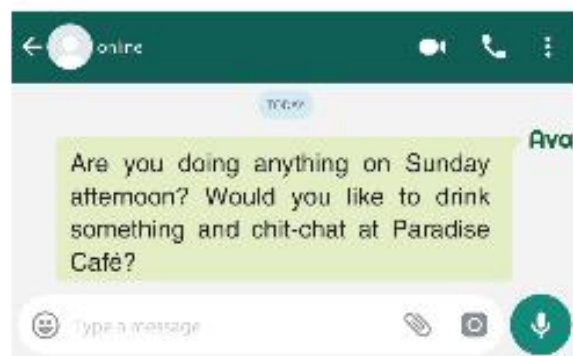 online
TODAY
Ava
Are you doing anything on Sunday
afternoon? Would you like to drink
something and chit-chat at Paradise
Café?
Type a message